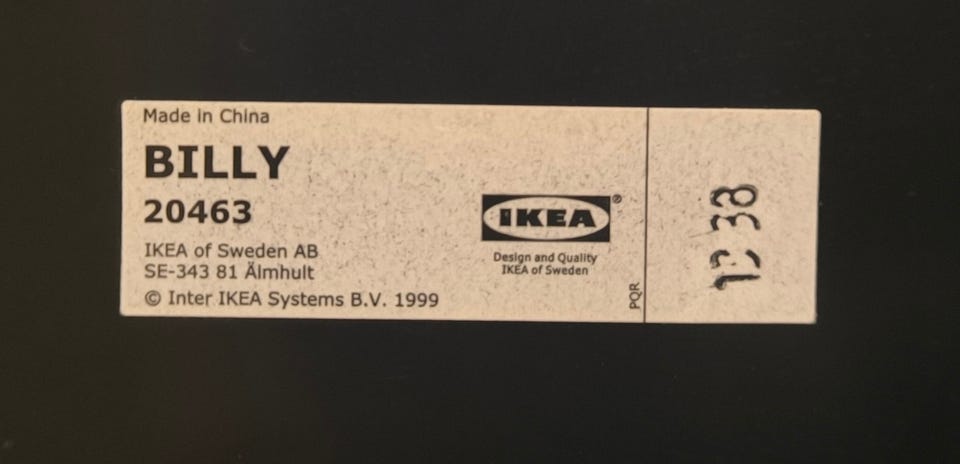 Made in China
BILLY
20463
IKEA of Sweden AB
SE-343 81 Älmhult
© Inter IKEA Systems B.V. 1999
IKEA®
Design and Quality
IKEA of Sweden
PQR